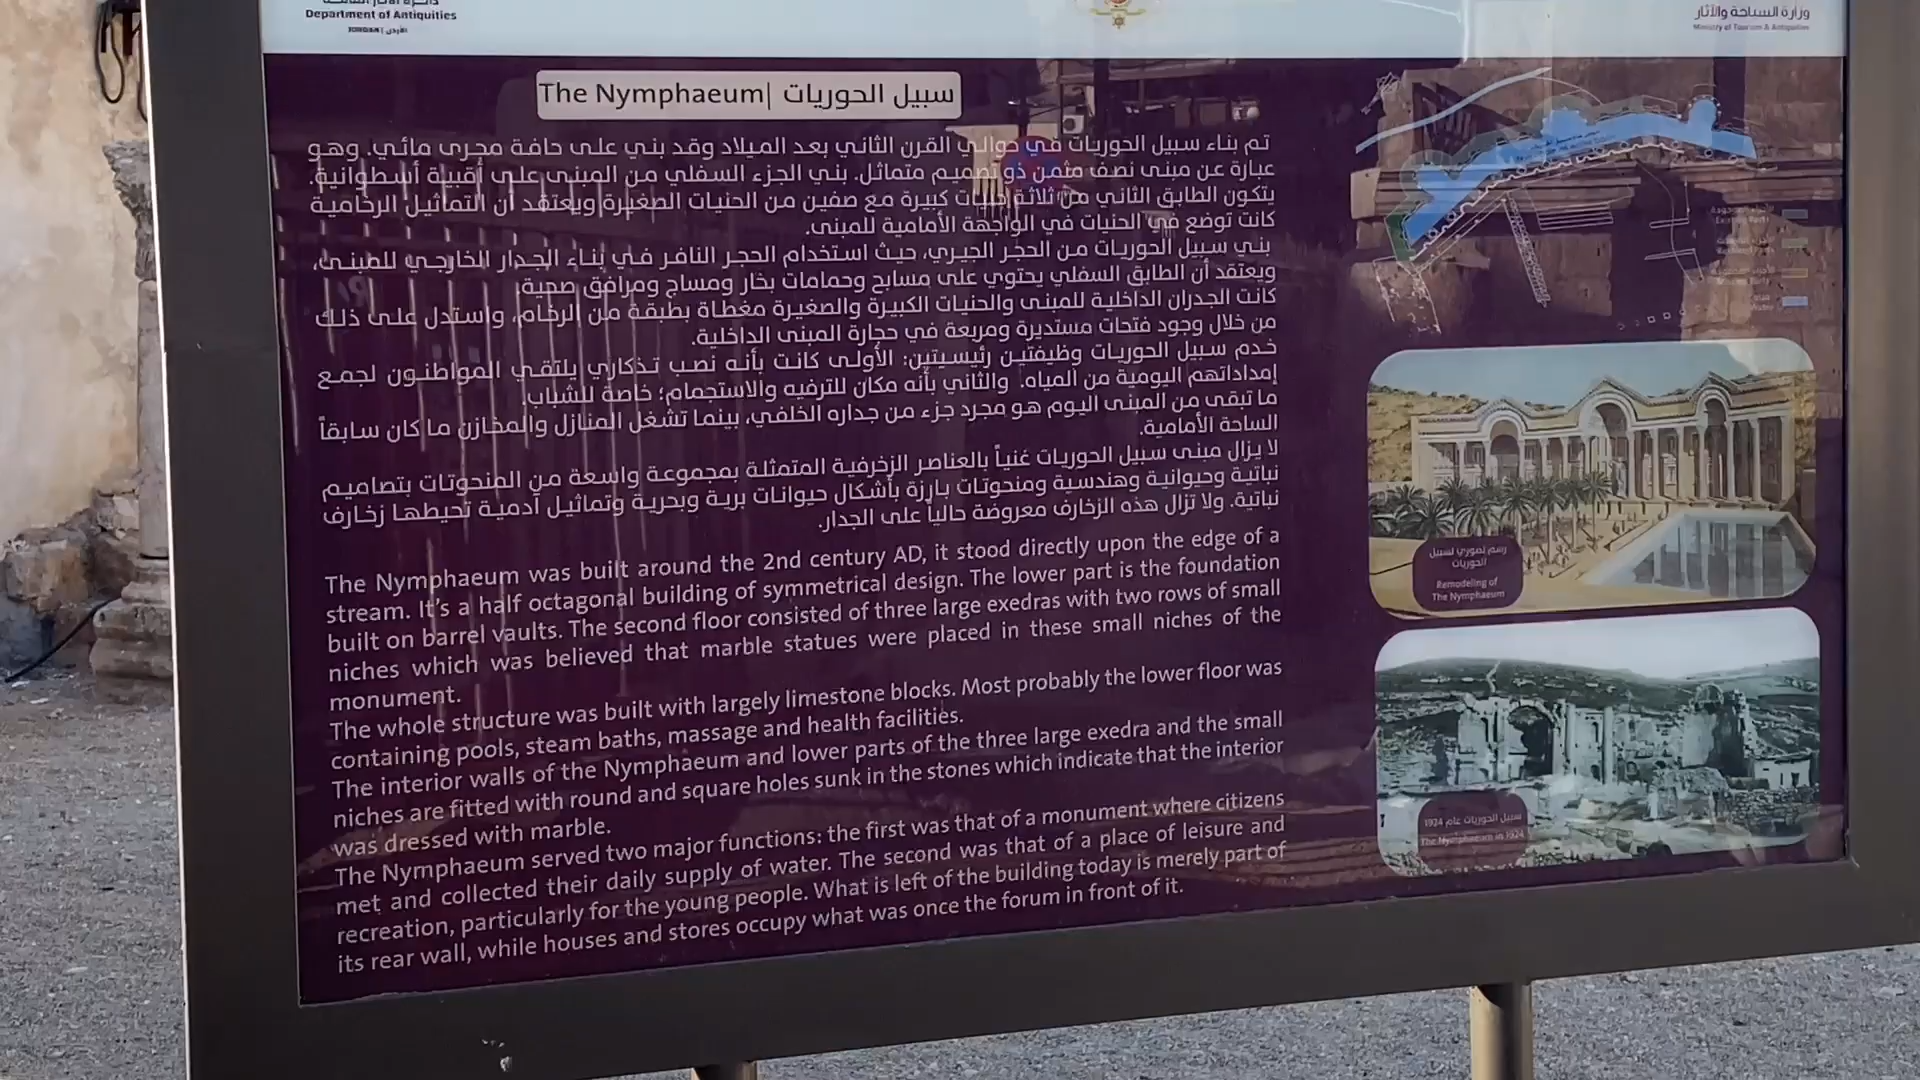 Department of Antiquities
JORDAN | الأردن
وزارة السياحة والآثار
Ministry of Tourism & Antiquities
The Nymphaeum| سبيل الحوريات
تم بناء سبيل الحوريات في حوالي القرن الثاني بعد الميلاد وقد بني على حافة مجرى مائي. وهو
عبارة عن مبنى نصف مثمن ذو تصميم متماثل. بني الجزء السفلي من المبنى على أقبية أسطوانية.
يتكون الطابق الثاني من ثلاثة حنيات كبيرة مع صفين من الحنيات الصغيرة ويعتقد أن التماثيل الرخامية
كانت توضع في الحنيات في الواجهة الأمامية للمبنى.
بني سبيل الحوريات من الحجر الجيري، حيث استخدام الحجر النافر في بناء الجدار الخارجي للمبنى،
ويعتقد أن الطابق السفلي يحتوي على مسابح وحمامات بخار ومساج ومرافق صحية.
كانت الجدران الداخلية للمبنى والحنيات الكبيرة والصغيرة مغطاة بطبقة من الرخام، واستدل على ذلك
من خلال وجود فتحات مستديرة ومربعة في حجارة المبنى الداخلية.
خدم سبيل الحوريات وظيفتين رئيسيتين: الأولى كانت بأنه نصب تذكاري يلتقي المواطنون لجمع
إمداداتهم اليومية من المياه. والثاني بأنه مكان للترفيه والاستجمام؛ خاصة للشباب.
ما تبقى من المبنى اليوم هو مجرد جزء من جداره الخلفي، بينما تشغل المنازل والمخازن ما كان سابقاً
الساحة الأمامية.
لا يزال مبنى سبيل الحوريات غنياً بالعناصر الزخرفية المتمثلة بمجموعة واسعة من المنحوتات بتصاميم
نباتية وحيوانية وهندسية ومنحوتات بارزة بأشكال حيوانات برية وبحرية وتماثيل آدمية تحيطها زخارف
نباتية. ولا تزال هذه الزخارف معروضة حالياً على الجدار.
The Nymphaeum was built around the 2nd century AD, it stood directly upon the edge of a
stream. It's a half octagonal building of symmetrical design. The lower part is the foundation
built on barrel vaults. The second floor consisted of three large exedras with two rows of small
niches which was believed that marble statues were placed in these small niches of the
monument.
The whole structure was built with largely limestone blocks. Most probably the lower floor was
containing pools, steam baths, massage and health facilities.
The interior walls of the Nymphaeum and lower parts of the three large exedra and the small
niches are fitted with round and square holes sunk in the stones which indicate that the interior
was dressed with marble.
The Nymphaeum served two major functions: the first was that of a monument where citizens
met and collected their daily supply of water. The second was that of a place of leisure and
recreation, particularly for the young people. What is left of the building today is merely part of
its rear wall, while houses and stores occupy what was once the forum in front of it.
رسم تصوري لسبيل
الحوريات
Remodeling of
The Nymphaeum
سبيل الحوريات عام 1924
The Nymphaeum in 1924